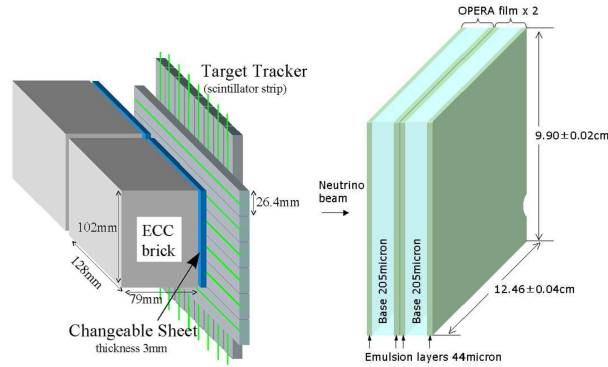 OPERA film x 2
Target Tracker
(scintillator strip)
9.90±0.02cm
Neutrino
beam
26.4mm
102mm
ECC
brick
128mm
79mm
Base 205micron
Base 205micron
12.46±0.04cm
Changeable Sheet
thickness 3mm
Emulsion layers 44micron